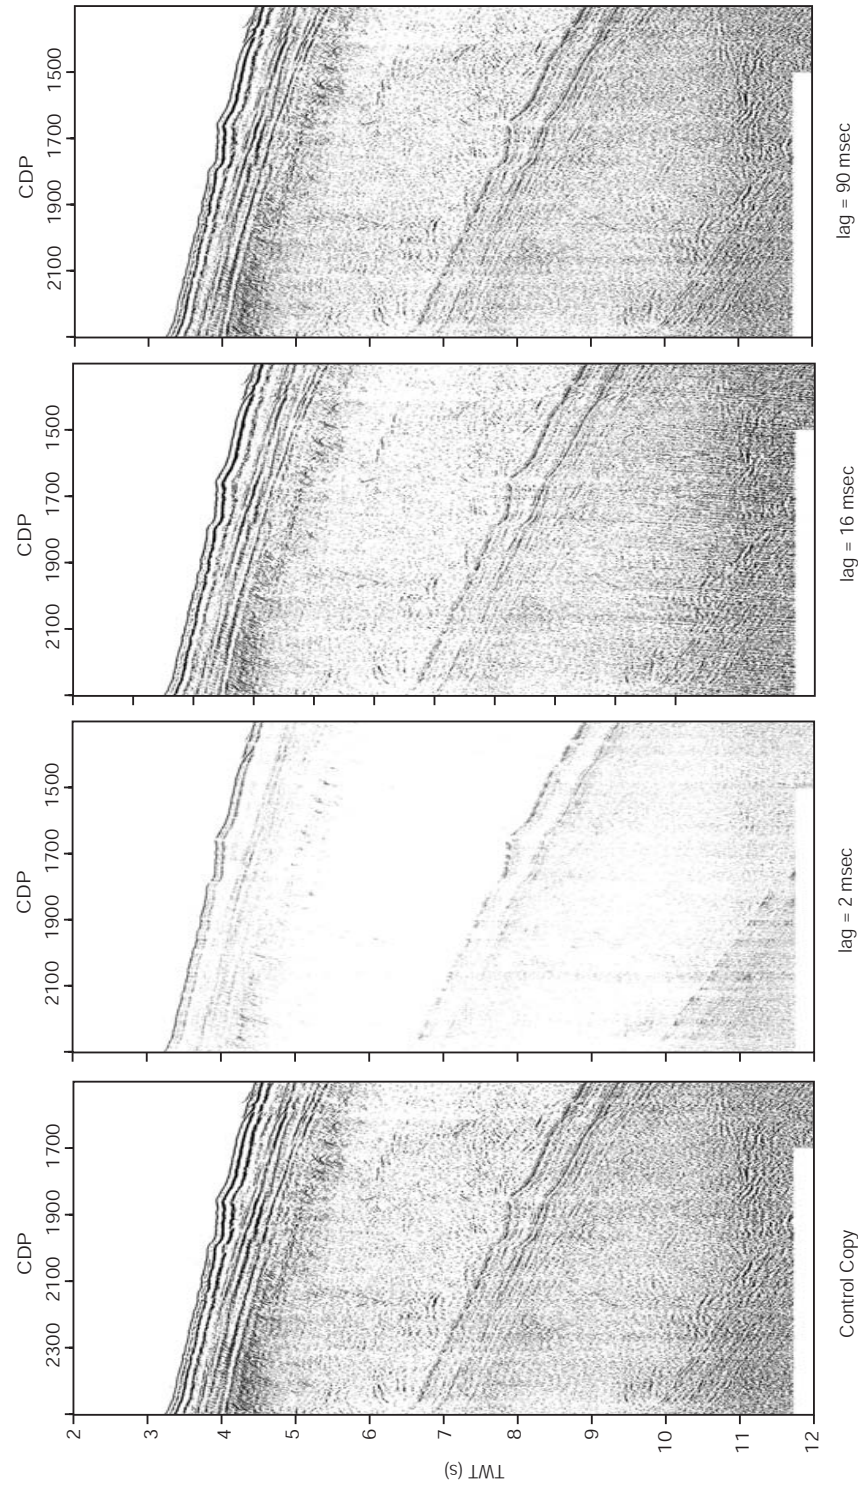 CDP
2300 2100 1900 1700
CDP
2100 1900 1700 1500
CDP
2100 1900 1700 1500
CDP
2100 1900 1700 1500
TWT (s)
2
3
4
5
6
7
8
9
10
11
12
Control Copy
lag = 2 msec
lag = 16 msec
lag = 90 msec